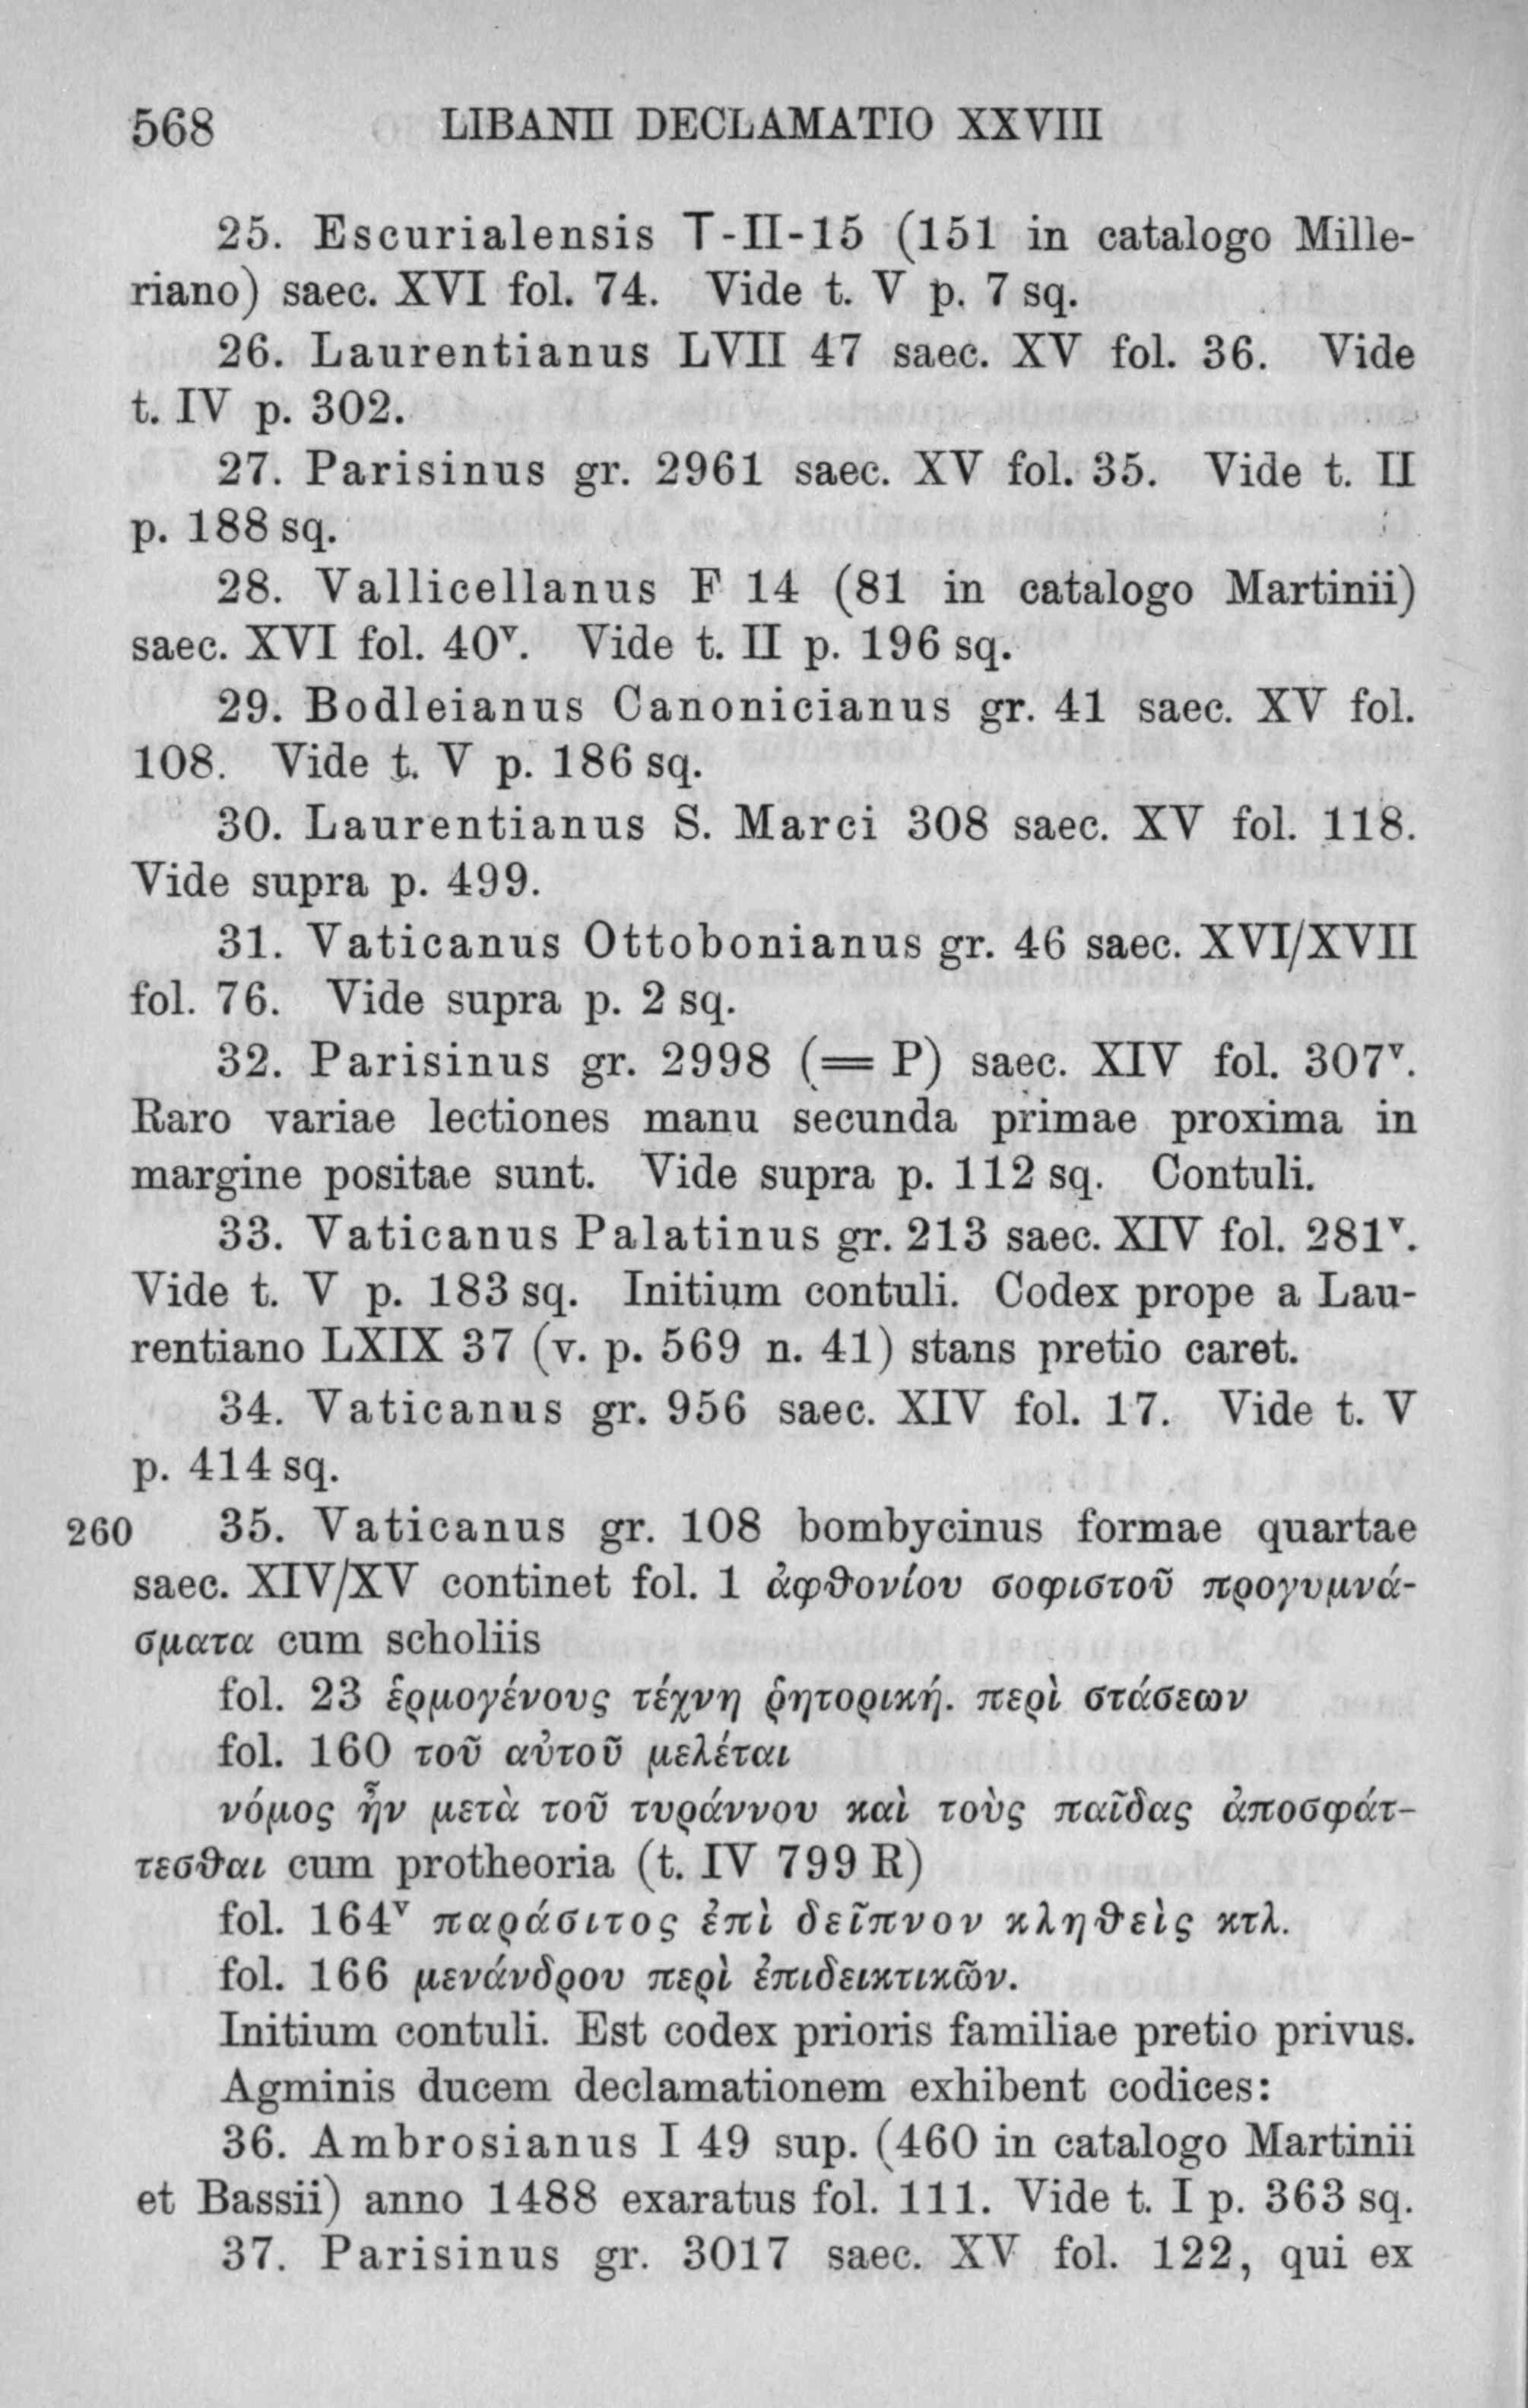 568 LIBANII DECLAMATIO XXVIII
25. Escurialensis T-II-15 (151 in catalogo Mille-
riano) saec. XVI fol. 74. Vide t. V p. 7 sq.
26. Laurentianus LVII 47 saec. XV fol. 36. Vide
t. IV p. 302.
27. Parisinus gr. 2961 saec. XV fol. 35. Vide t. II
p. 188 sq.
28. Vallicellanus F 14 (81 in catalogo Martinii)
saec. XVI fol. 40ᵛ. Vide t. II p. 196 sq.
29. Bodleianus Canonicianus gr. 41 saec. XV fol.
108. Vide t. V p. 186 sq.
30. Laurentianus S. Marci 308 saec. XV fol. 118.
Vide supra p. 499.
31. Vaticanus Ottobonianus gr. 46 saec. XVI/XVII
fol. 76. Vide supra p. 2 sq.
32. Parisinus gr. 2998 (= P) saec. XIV fol. 307ᵛ.
Raro variae lectiones manu secunda primae proxima in
margine positae sunt. Vide supra p. 112 sq. Contuli.
33. Vaticanus Palatinus gr. 213 saec. XIV fol. 281ᵛ.
Vide t. V p. 183 sq. Initium contuli. Codex prope a Lau-
rentiano LXIX 37 (v. p. 569 n. 41) stans pretio caret.
34. Vaticanus gr. 956 saec. XIV fol. 17. Vide t. V
p. 414 sq.
260 35. Vaticanus gr. 108 bombycinus formae quartae
saec. XIV/XV continet fol. 1 ἀφθονίου σοφιστοῦ προγυμνά-
σματα cum scholiis
fol. 23 ἑρμογένους τέχνη ῥητορική. περὶ στάσεων
fol. 160 τοῦ αὐτοῦ μελέται
νόμος ἦν μετὰ τοῦ τυράννου καὶ τοὺς παῖδας ἀποσφάτ-
τεσθαι cum protheoria (t. IV 799 R)
fol. 164ᵛ παράσιτος ἐπὶ δεῖπνον κληθεὶς κτλ.
fol. 166 μενάνδρου περὶ ἐπιδεικτικῶν.
Initium contuli. Est codex prioris familiae pretio privus.
Agminis ducem declamationem exhibent codices:
36. Ambrosianus I 49 sup. (460 in catalogo Martinii
et Bassii) anno 1488 exaratus fol. 111. Vide t. I p. 363 sq.
37. Parisinus gr. 3017 saec. XV fol. 122, qui ex